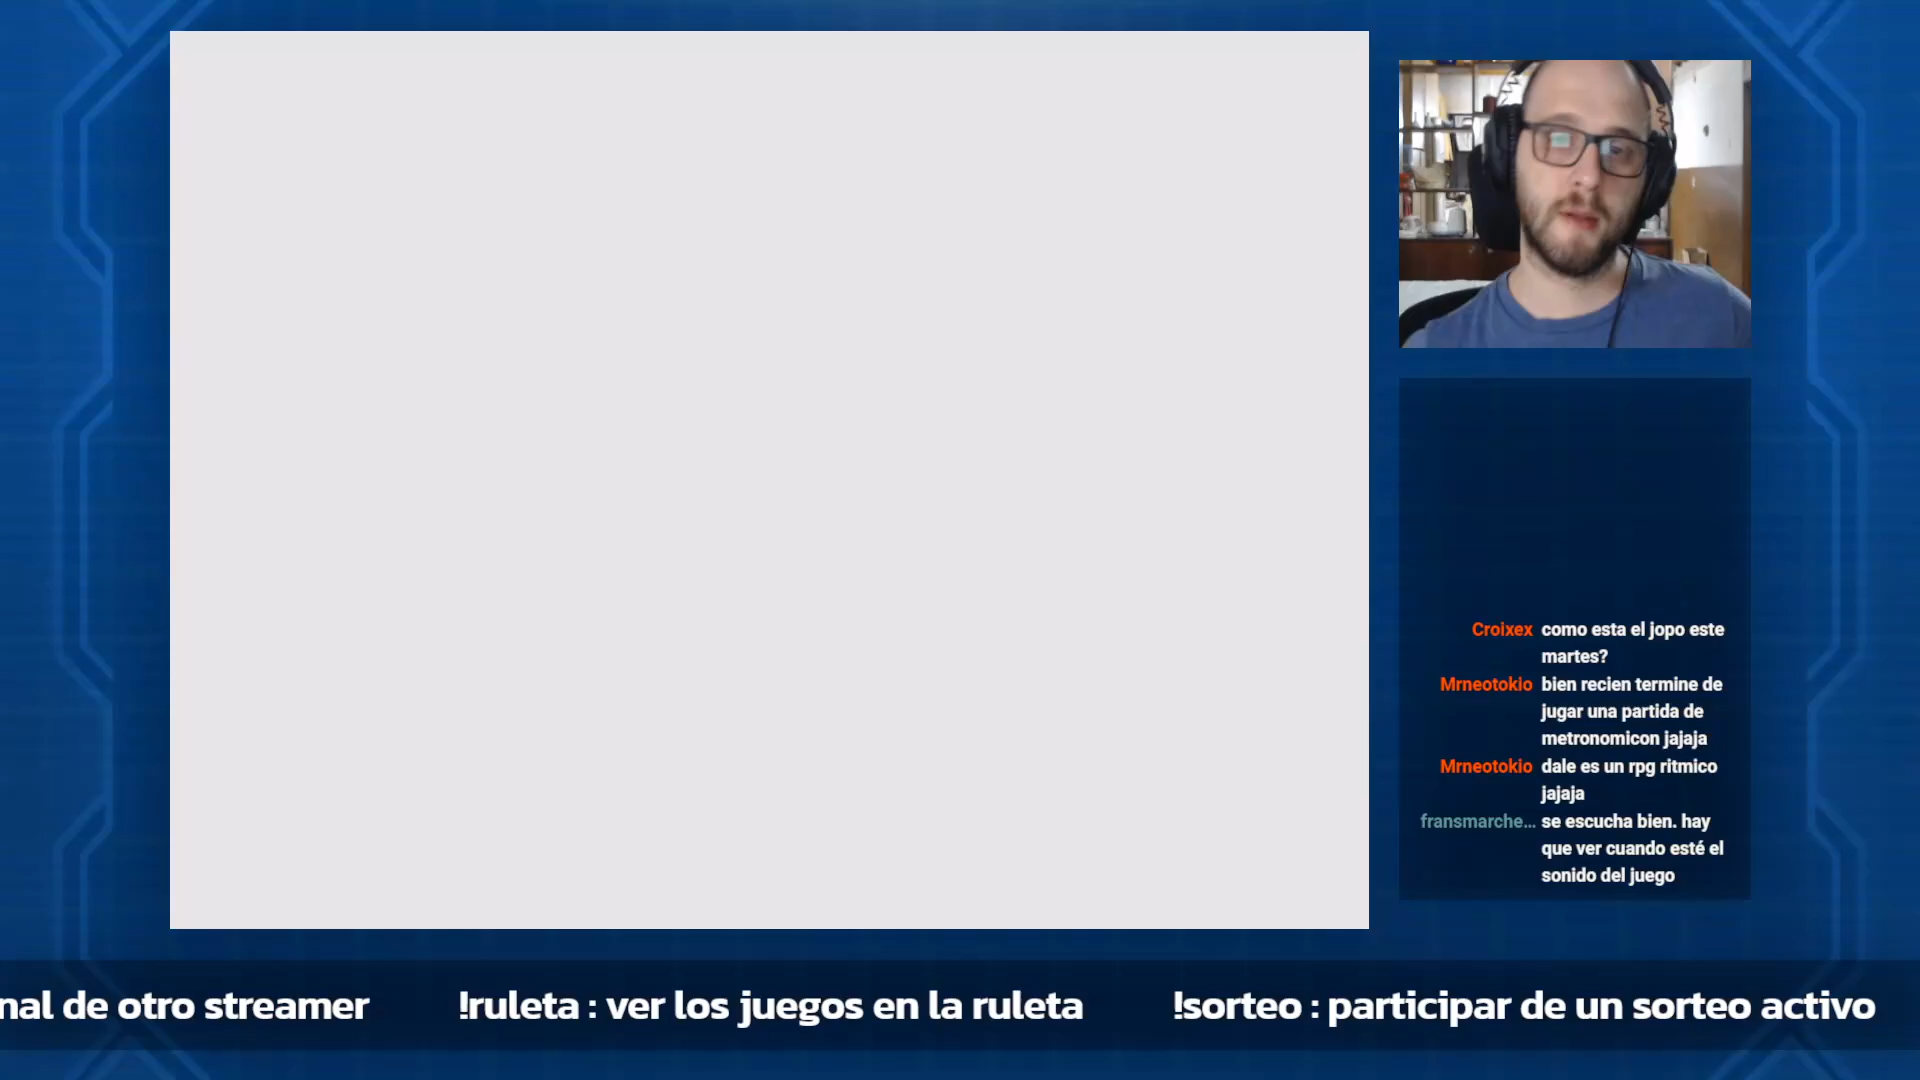 Croixex como esta el jopo este
martes?
Mrneotokio bien recien termine de
jugar una partida de
metronomicon jajaja
Mrneotokio dale es un rpg ritmico
jajaja
fransmarche... se escucha bien. hay
que ver cuando esté el
sonido del juego
nal de otro streamer !ruleta : ver los juegos en la ruleta !sorteo : participar de un sorteo activo